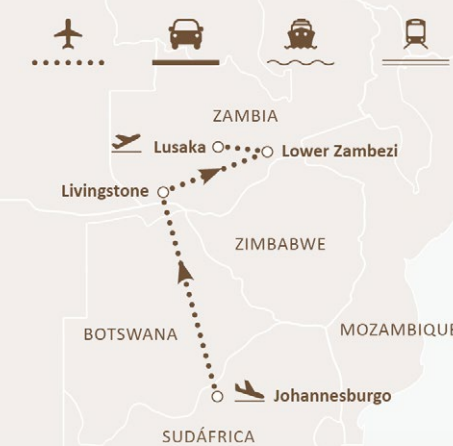 ZAMBIA
Lusaka
Lower Zambezi
Livingstone
ZIMBABWE
BOTSWANA
MOZAMBIQUE
Johannesburgo
SUDÁFRICA